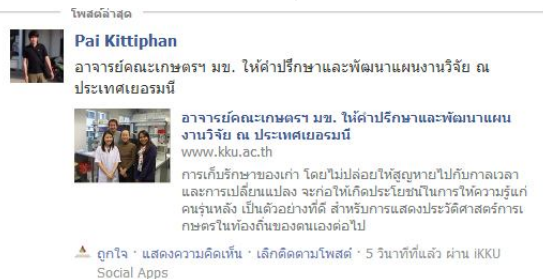 โพสต์ล่าสุด
Pai Kittiphan
อาจารย์คณะเกษตรฯ มข. ให้คำปรึกษาและพัฒนาแผนงานวิจัย ณ
ประเทศเยอรมนี
อาจารย์คณะเกษตรฯ มข. ให้คำปรึกษาและพัฒนาแผน
งานวิจัย ณ ประเทศเยอรมนี
www.kku.ac.th
การเก็บรักษาของเก่า โดยไม่ปล่อยให้สูญหายไปกับกาลเวลา
และการเปลี่ยนแปลง จะก่อให้เกิดประโยชน์ในการให้ความรู้แก่
คนรุ่นหลัง เป็นตัวอย่างที่ดี สำหรับการแสดงประวัติศาสตร์การเ
กษตรในท้องถิ่นของตนเองต่อไป
ถูกใจ · แสดงความคิดเห็น · เลิกติดตามโพสต์ · 5 วินาทีที่แล้ว ผ่าน iKKU
Social Apps